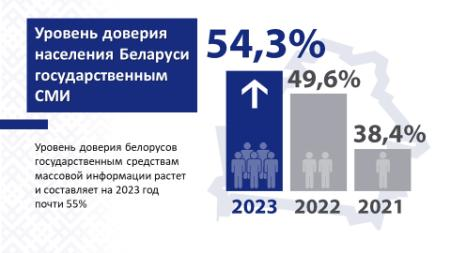 Уровень доверия
населения Беларуси
государственным
СМИ
54,3%
49,6%
38,4%
Уровень доверия белорусов
государственным средствам
массовой информации растет
и составляет на 2023 год
почти 55%
2023 2022 2021